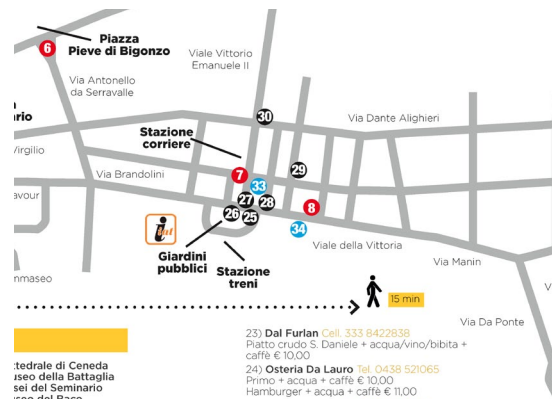 6
Piazza
Pieve di Bigonzo
Viale Vittorio
Emanuele II
Via Antonello
da Serravalle
30
Via Dante Alighieri
Stazione
corriere
Virgilio
29
Via Brandolini
7
33
27
28
8
26
25
34
iat
Viale della Vittoria
Giardini
pubblici
Stazione
treni
Via Manin
15 min
Via Da Ponte
23) Dal Furlan Cell. 333 8422838
Piatto crudo S. Daniele + acqua/vino/bibita +
caffè € 10,00
24) Osteria Da Lauro Tel. 0438 521065
Primo + acqua + caffè € 10,00
Hamburger + acqua + caffè € 11,00
ttedrale di Ceneda
useo della Battaglia
sei del Seminario